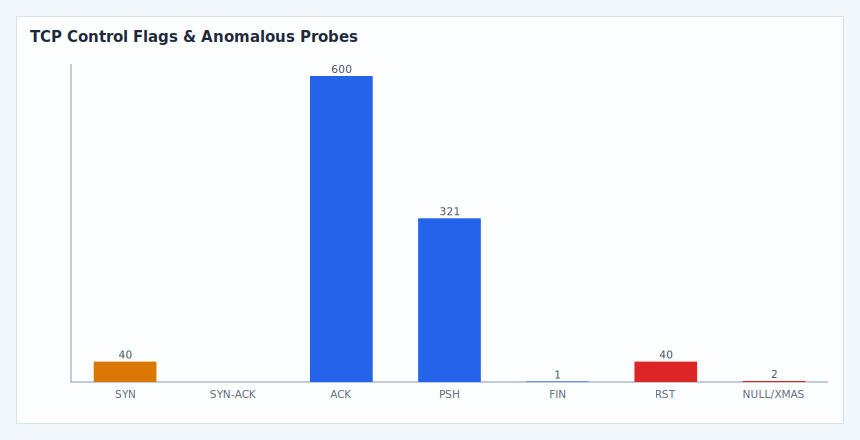 TCP Control Flags & Anomalous Probes
600
321
40
40
1
2
SYN
SYN-ACK
ACK
PSH
FIN
RST
NULL/XMAS